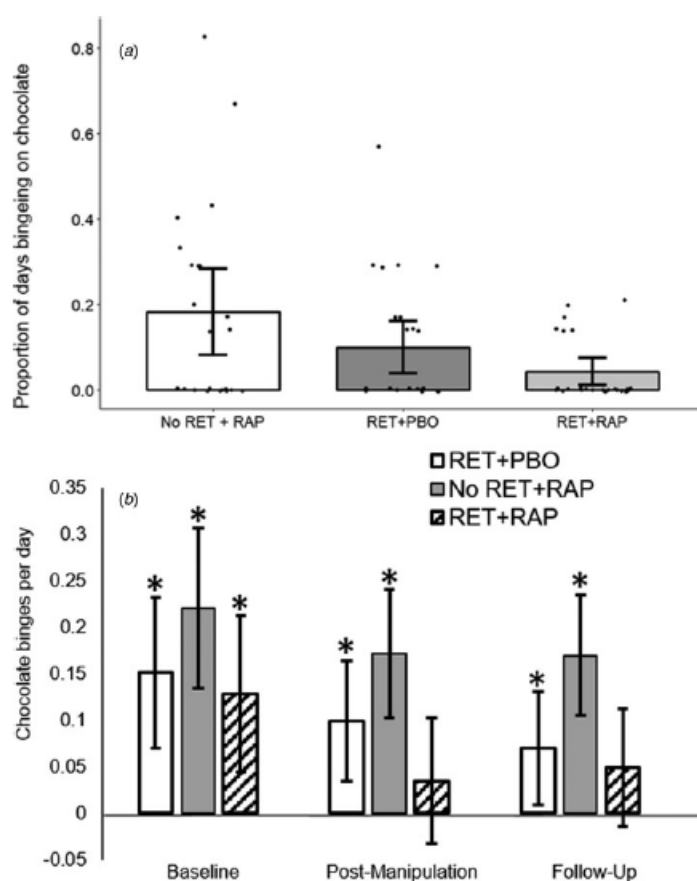 (a)
Proportion of days bingeing on chocolate
0.8
0.6
0.4
0.2
0.0
No RET + RAP RET+PBO RET+RAP
RET+PBO
No RET+RAP
RET+RAP
(b)
Chocolate binges per day
0.35
0.3
0.25
0.2
0.15
0.1
0.05
0
-0.05
* * *
* *
* *
Baseline Post-Manipulation Follow-Up